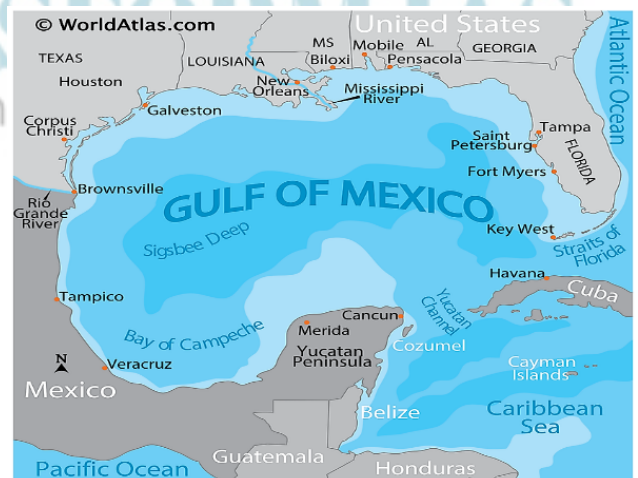 © WorldAtlas.com
United States
MS
Mobile
AL
GEORGIA
TEXAS
LOUISIANA
Biloxi
Pensacola
Atlantic Ocean
Houston
New
Orleans
Mississippi
River
Galveston
Corpus
Christi
Saint
Petersburg
Tampa
FLORIDA
Fort Myers
Brownsville
GULF OF MEXICO
Rio
Grande
River
Sigsbee Deep
Key West
Straits of
Florida
Havana
Cuba
Tampico
Yucatan
Channel
Cancun
Bay of Campeche
Merida
Cozumel
Yucatan
Peninsula
N
Veracruz
Cayman
Islands
Mexico
Belize
Caribbean
Sea
Guatemala
Pacific Ocean
Honduras